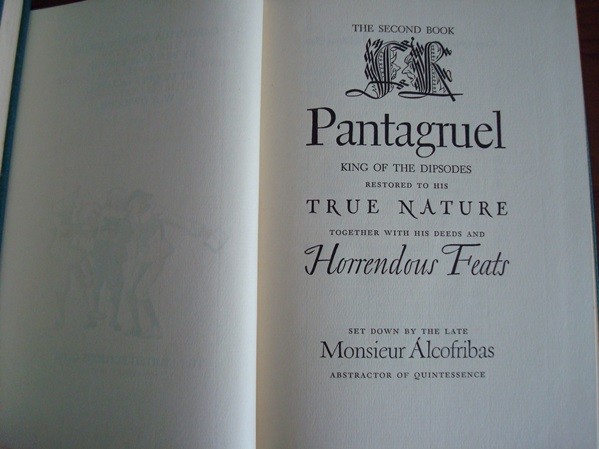 THE SECOND BOOK
FR
Pantagruel
KING OF THE DIPSODES
RESTORED TO HIS
TRUE NATURE
TOGETHER WITH HIS DEEDS AND
Horrendous Feats
SET DOWN BY THE LATE
Monsieur Álcofribas
ABSTRACTOR OF QUINTESSENCE